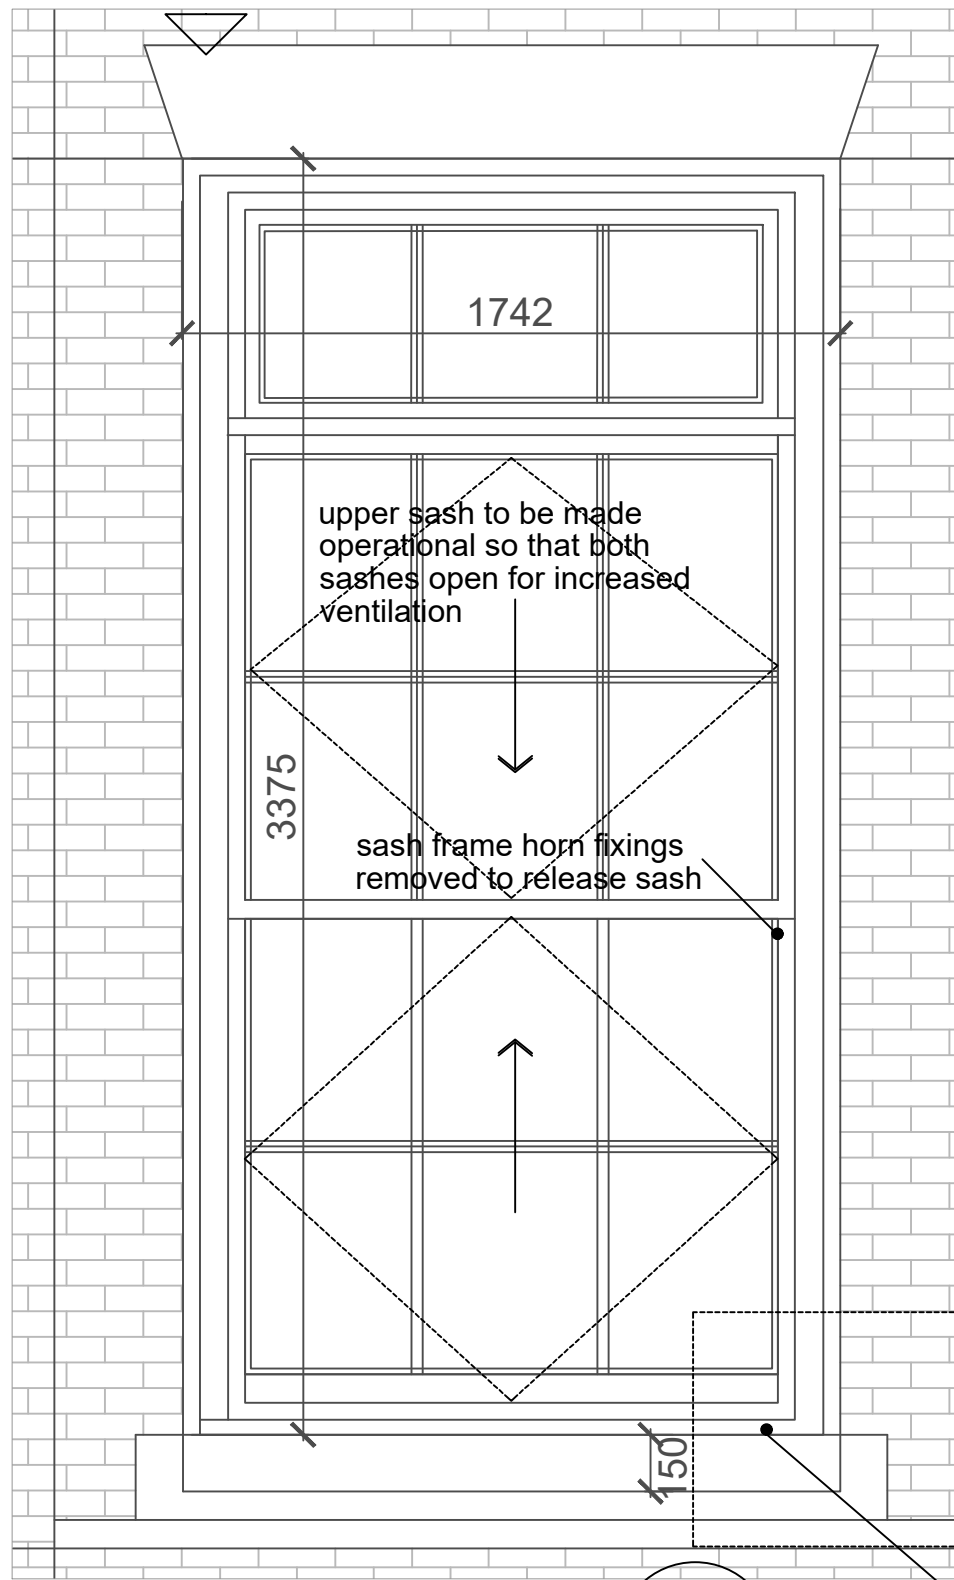 1742
upper sash to be made
operational so that both
sashes open for increased
ventilation
3375
sash frame horn fixings
removed to release sash
150